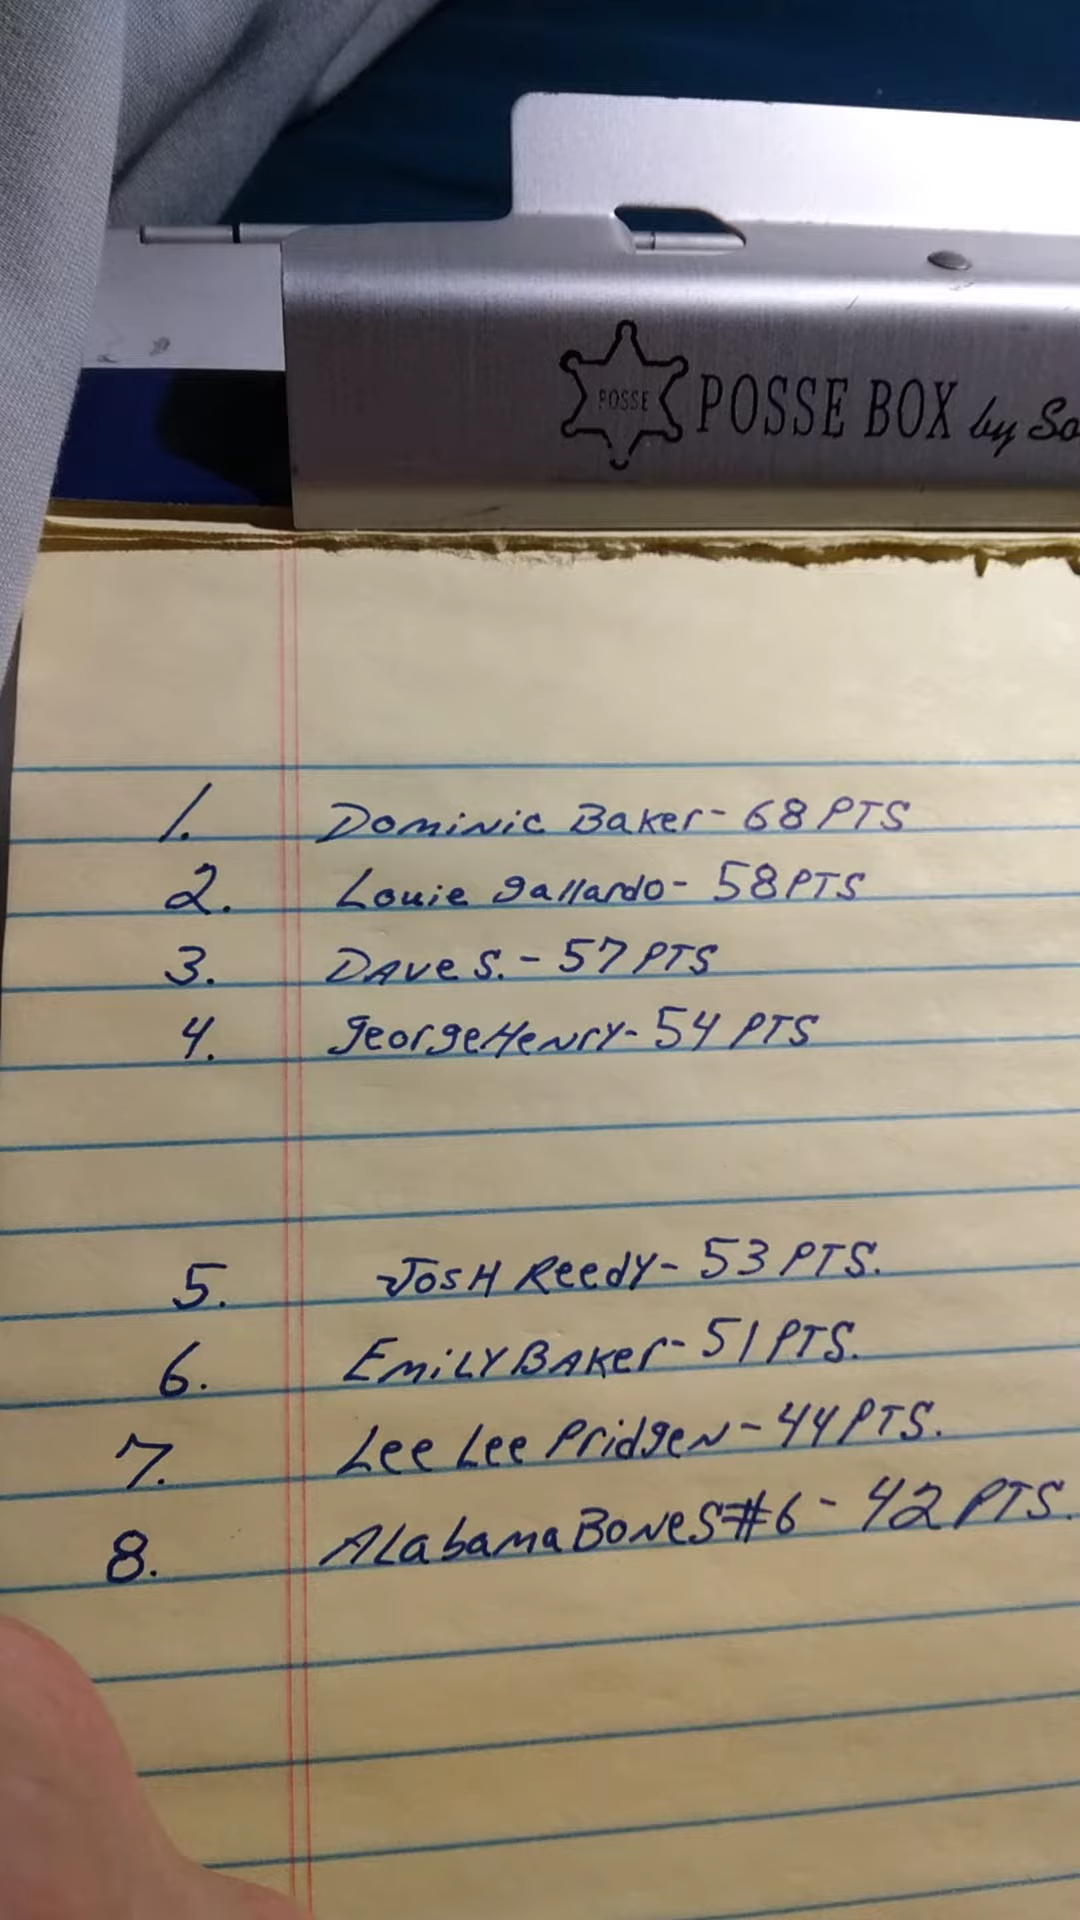 POSSE POSSE BOX by So
1. Dominic Baker- 68 PTS
2. Louie gallardo- 58 PTS
3. DAve S. - 57 PTS
4. george Henry- 54 PTS
5. Josh Reedy- 53 PTS.
6. Emily BAker- 51 PTS.
7. Lee Lee Pridgen - 44 PTS.
8. Alabama Bones #6 - 42 PTS.